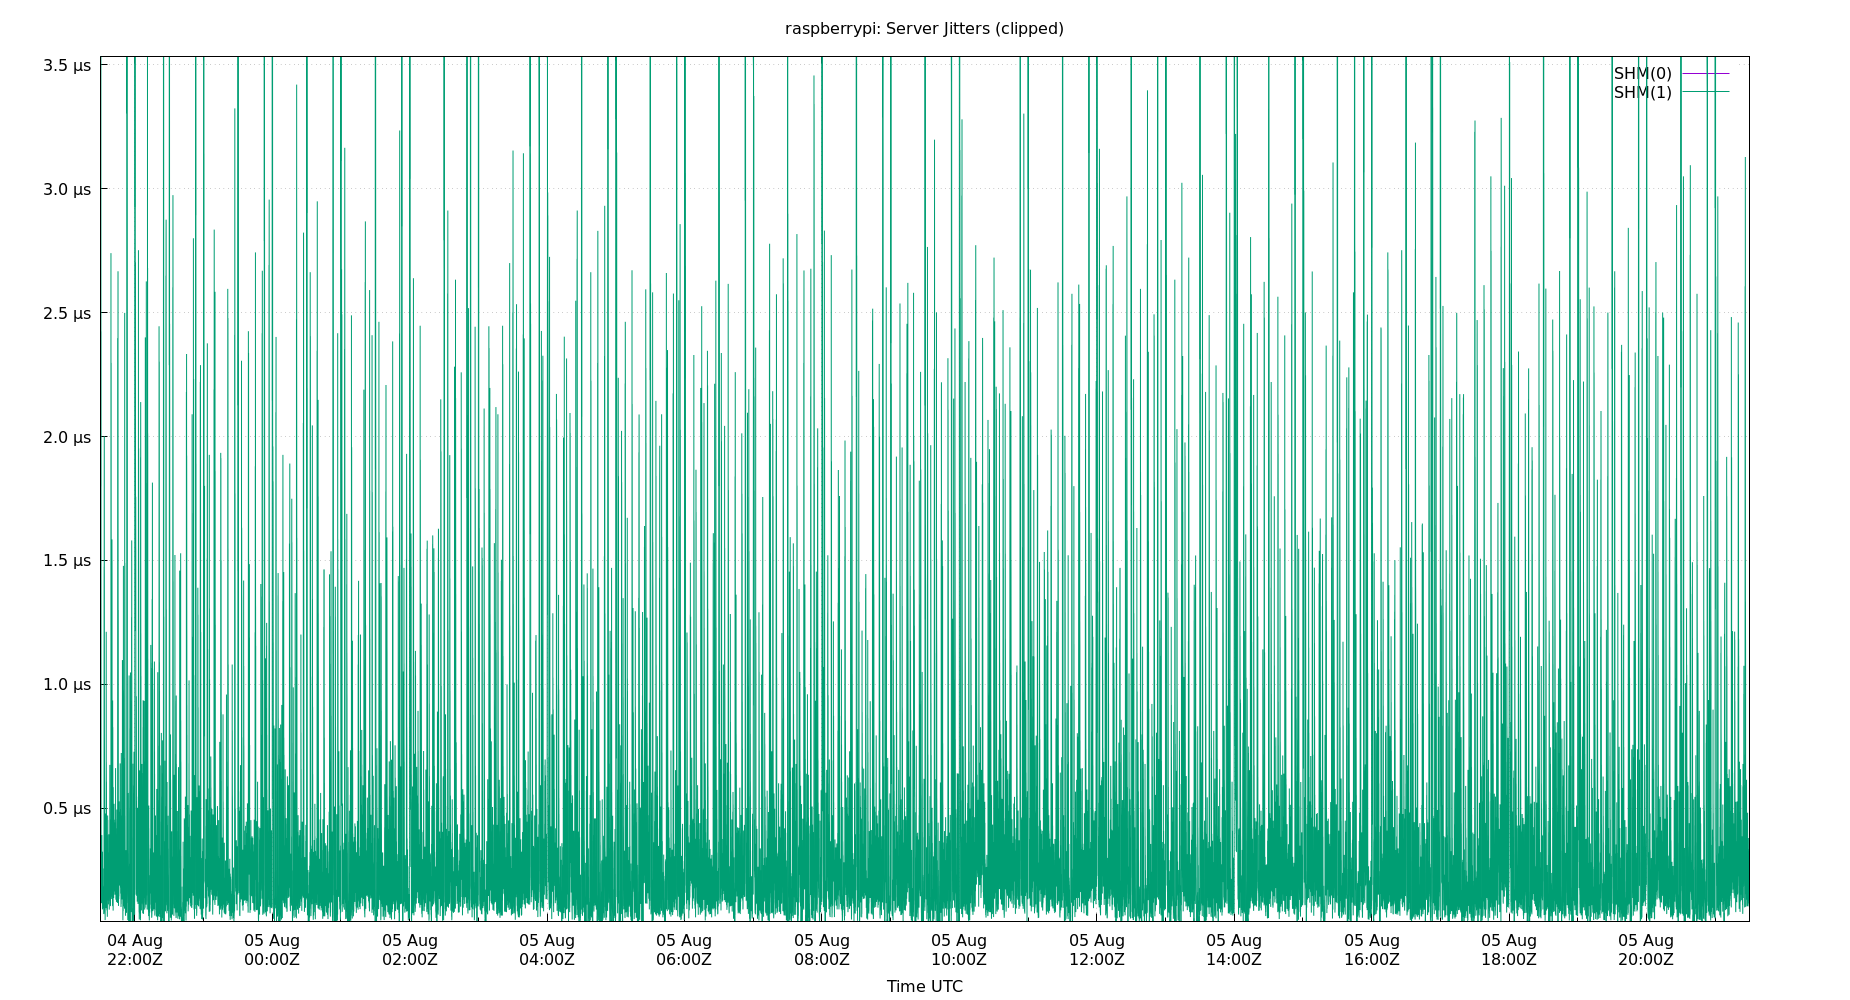 raspberrypi: Server Jitters (clipped)
3.5 μs
SHM(0)
SHM(1)
3.0 μs
2.5 μs
2.0 μs
1.5 μs
1.0 μs
0.5 μs
04 Aug 05 Aug 05 Aug 05 Aug 05 Aug 05 Aug 05 Aug 05 Aug 05 Aug 05 Aug 05 Aug 05 Aug
22:00Z 00:00Z 02:00Z 04:00Z 06:00Z 08:00Z 10:00Z 12:00Z 14:00Z 16:00Z 18:00Z 20:00Z
Time UTC